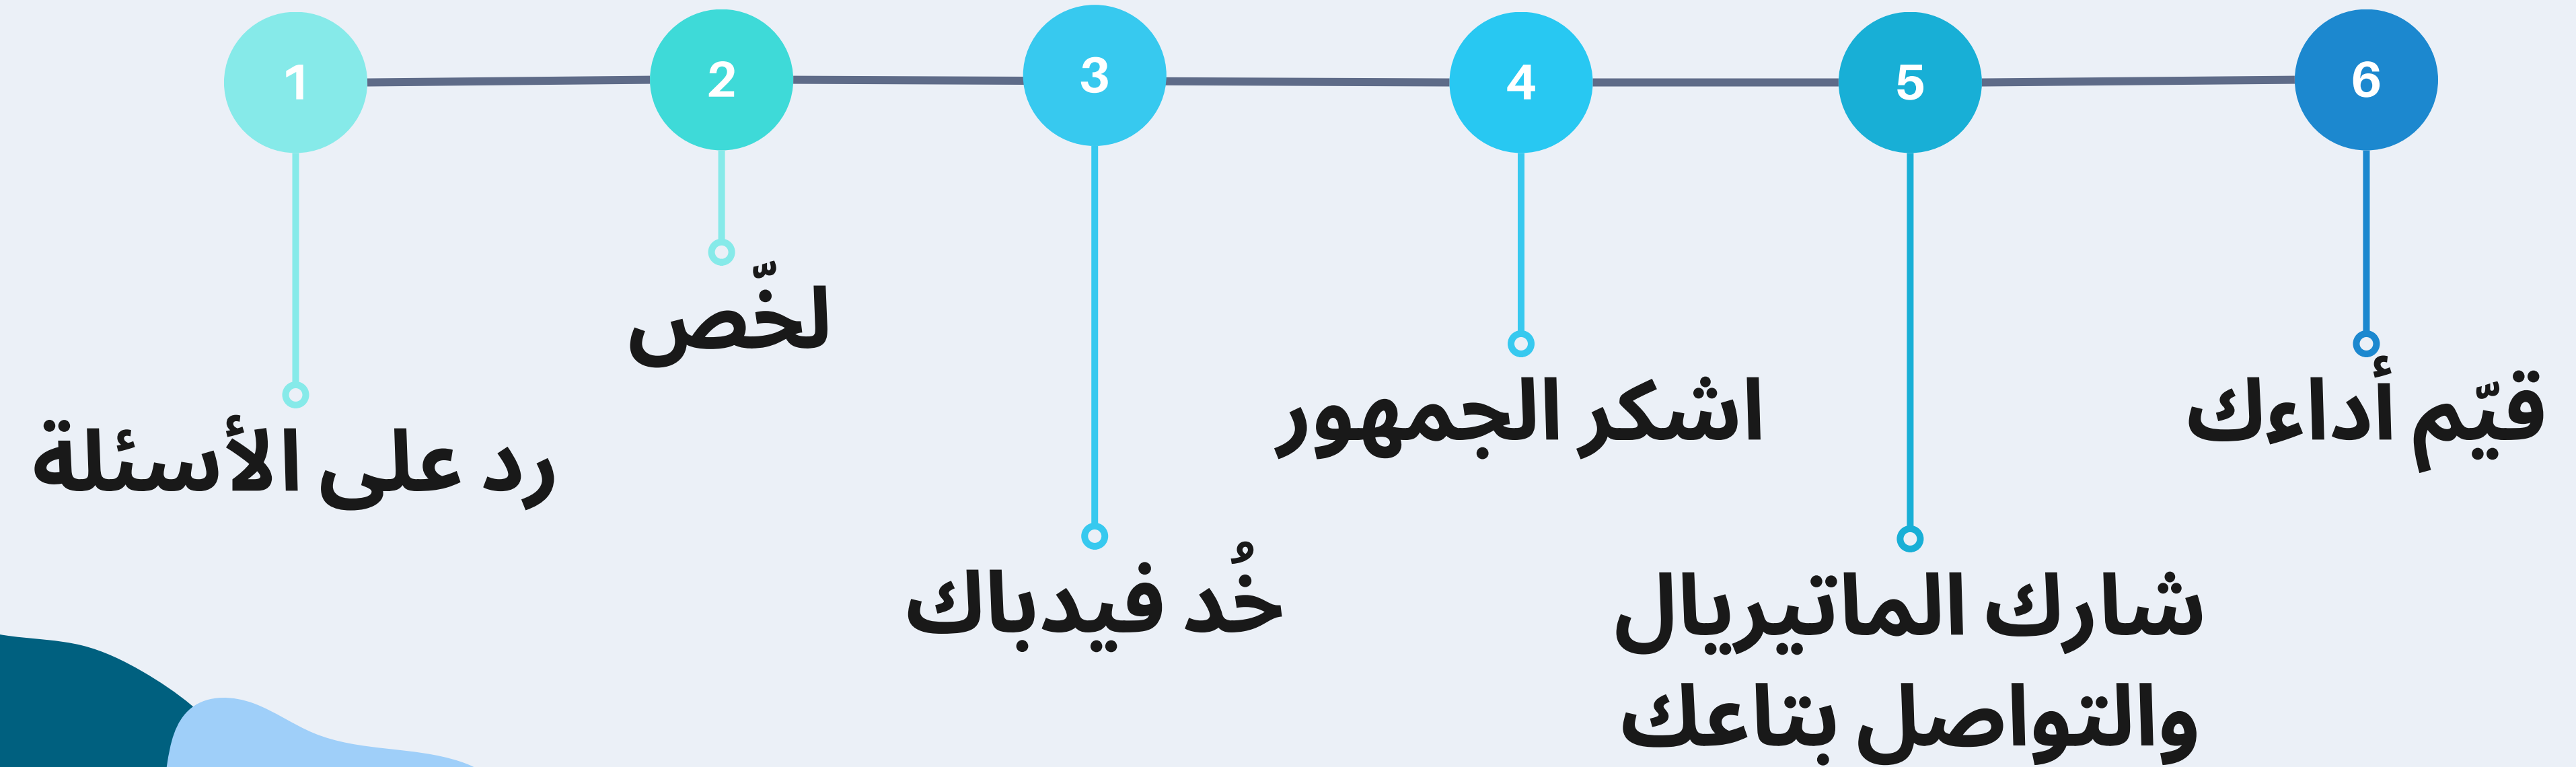 1
رد على الأسئلة
2
لخّص
3
خُد فيدباك
4
اشكر الجمهور
5
شارك الماتيريال
والتواصل بتاعك
6
قيّم أداءك